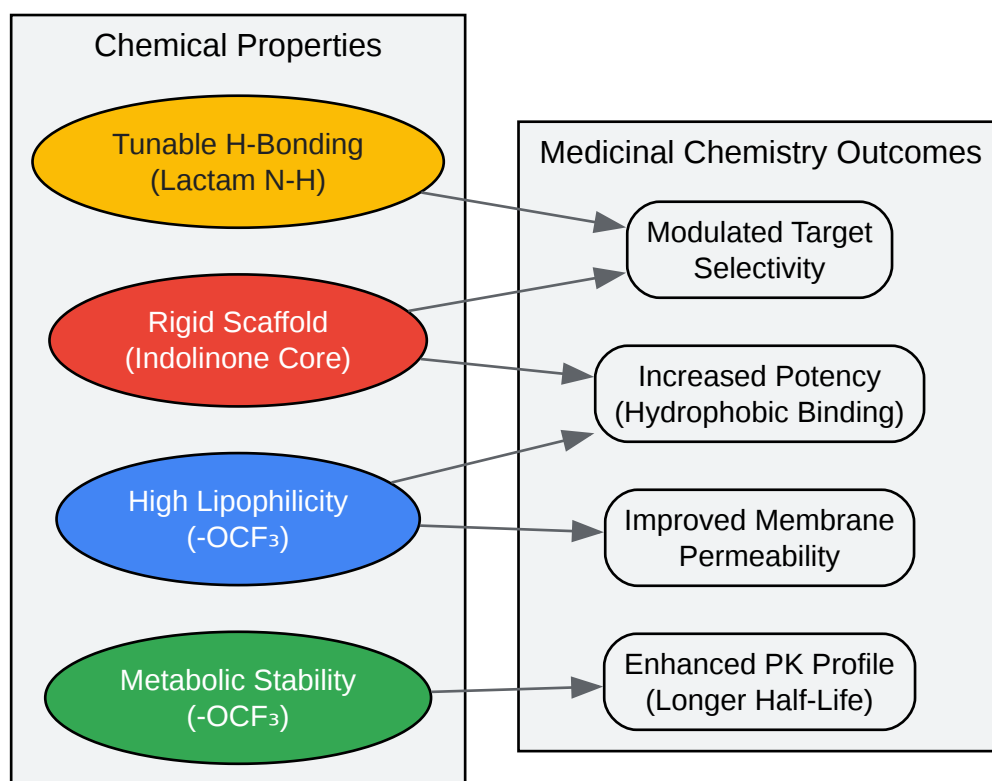 Chemical Properties
Tunable H-Bonding
(Lactam N-H)
Rigid Scaffold
(Indolinone Core)
High Lipophilicity
(-OCF₃)
Metabolic Stability
(-OCF₃)
Medicinal Chemistry Outcomes
Modulated Target
Selectivity
Increased Potency
(Hydrophobic Binding)
Improved Membrane
Permeability
Enhanced PK Profile
(Longer Half-Life)